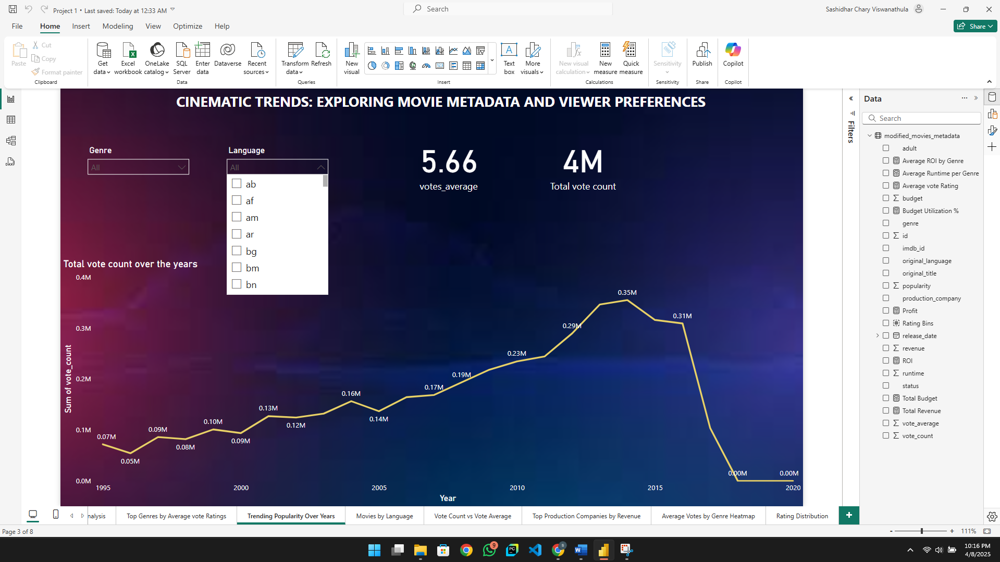 Project 1 • Last saved: Today at 12:33 AM
Search
Sashidhar Chary Viswanathula
File
Home
Insert
Modeling
View
Optimize
Help
Share
Paste
Cut
Copy
Format painter
Clipboard
Get data
Excel workbook
OneLake catalog
SQL Server
Enter data
Dataverse
Recent sources
Data
Transform data
Refresh
Queries
New visual
Text box
More visuals
Insert
New visual calculation
New measure
Quick measure
Calculations
Sensitivity
Sensitivity
Publish
Share
Copilot
Copilot
CINEMATIC TRENDS: EXPLORING MOVIE METADATA AND VIEWER PREFERENCES
Genre
All
Language
All
ab
af
am
ar
bg
bm
bn
5.66
votes_average
4M
Total vote count
Total vote count over the years
Sum of vote_count
0.4M
0.3M
0.2M
0.1M
0.0M
0.07M
0.05M
0.09M
0.08M
0.10M
0.09M
0.13M
0.12M
0.16M
0.14M
0.17M
0.19M
0.23M
0.29M
0.35M
0.31M
0.00M
0.00M
1995
2000
2005
2010
2015
2020
Year
Filters
Data
Search
modified_movies_metadata
adult
Average ROI by Genre
Average Runtime per Genre
Average vote Rating
budget
Budget Utilization %
genre
id
imdb_id
original_language
original_title
popularity
production_company
Profit
Rating Bins
release_date
revenue
ROI
runtime
status
Total Budget
Total Revenue
vote_average
vote_count
nalysis
Top Genres by Average vote Ratings
Trending Popularity Over Years
Movies by Language
Vote Count vs Vote Average
Top Production Companies by Revenue
Average Votes by Genre Heatmap
Rating Distribution
+
Page 3 of 8
- + 111%
9
10:16 PM
4/8/2025